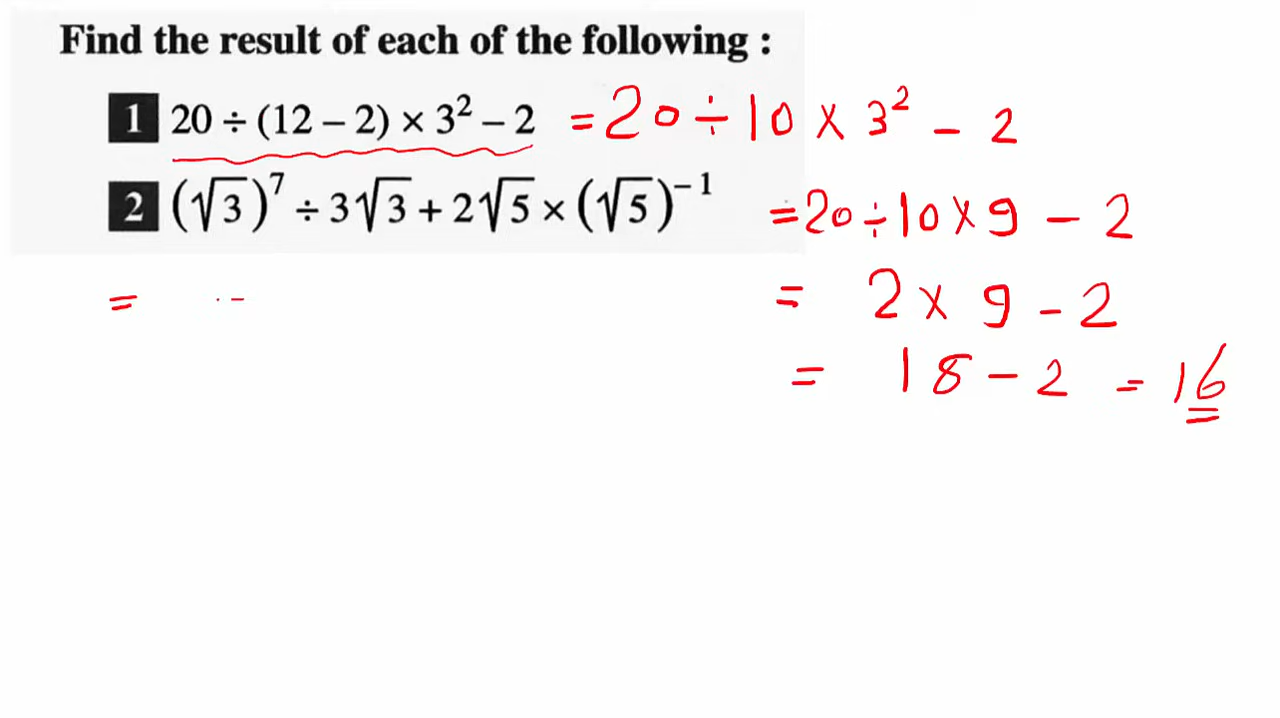 Find the result of each of the following :
1 20 ÷ (12 – 2) × 3² – 2 = 20 ÷ 10 × 3² – 2
2 (√3)⁷ ÷ 3√3 + 2√5 × (√5)⁻¹
= 20 ÷ 10 × 9 – 2
=
= 2 × 9 – 2
= 18 – 2 = 16